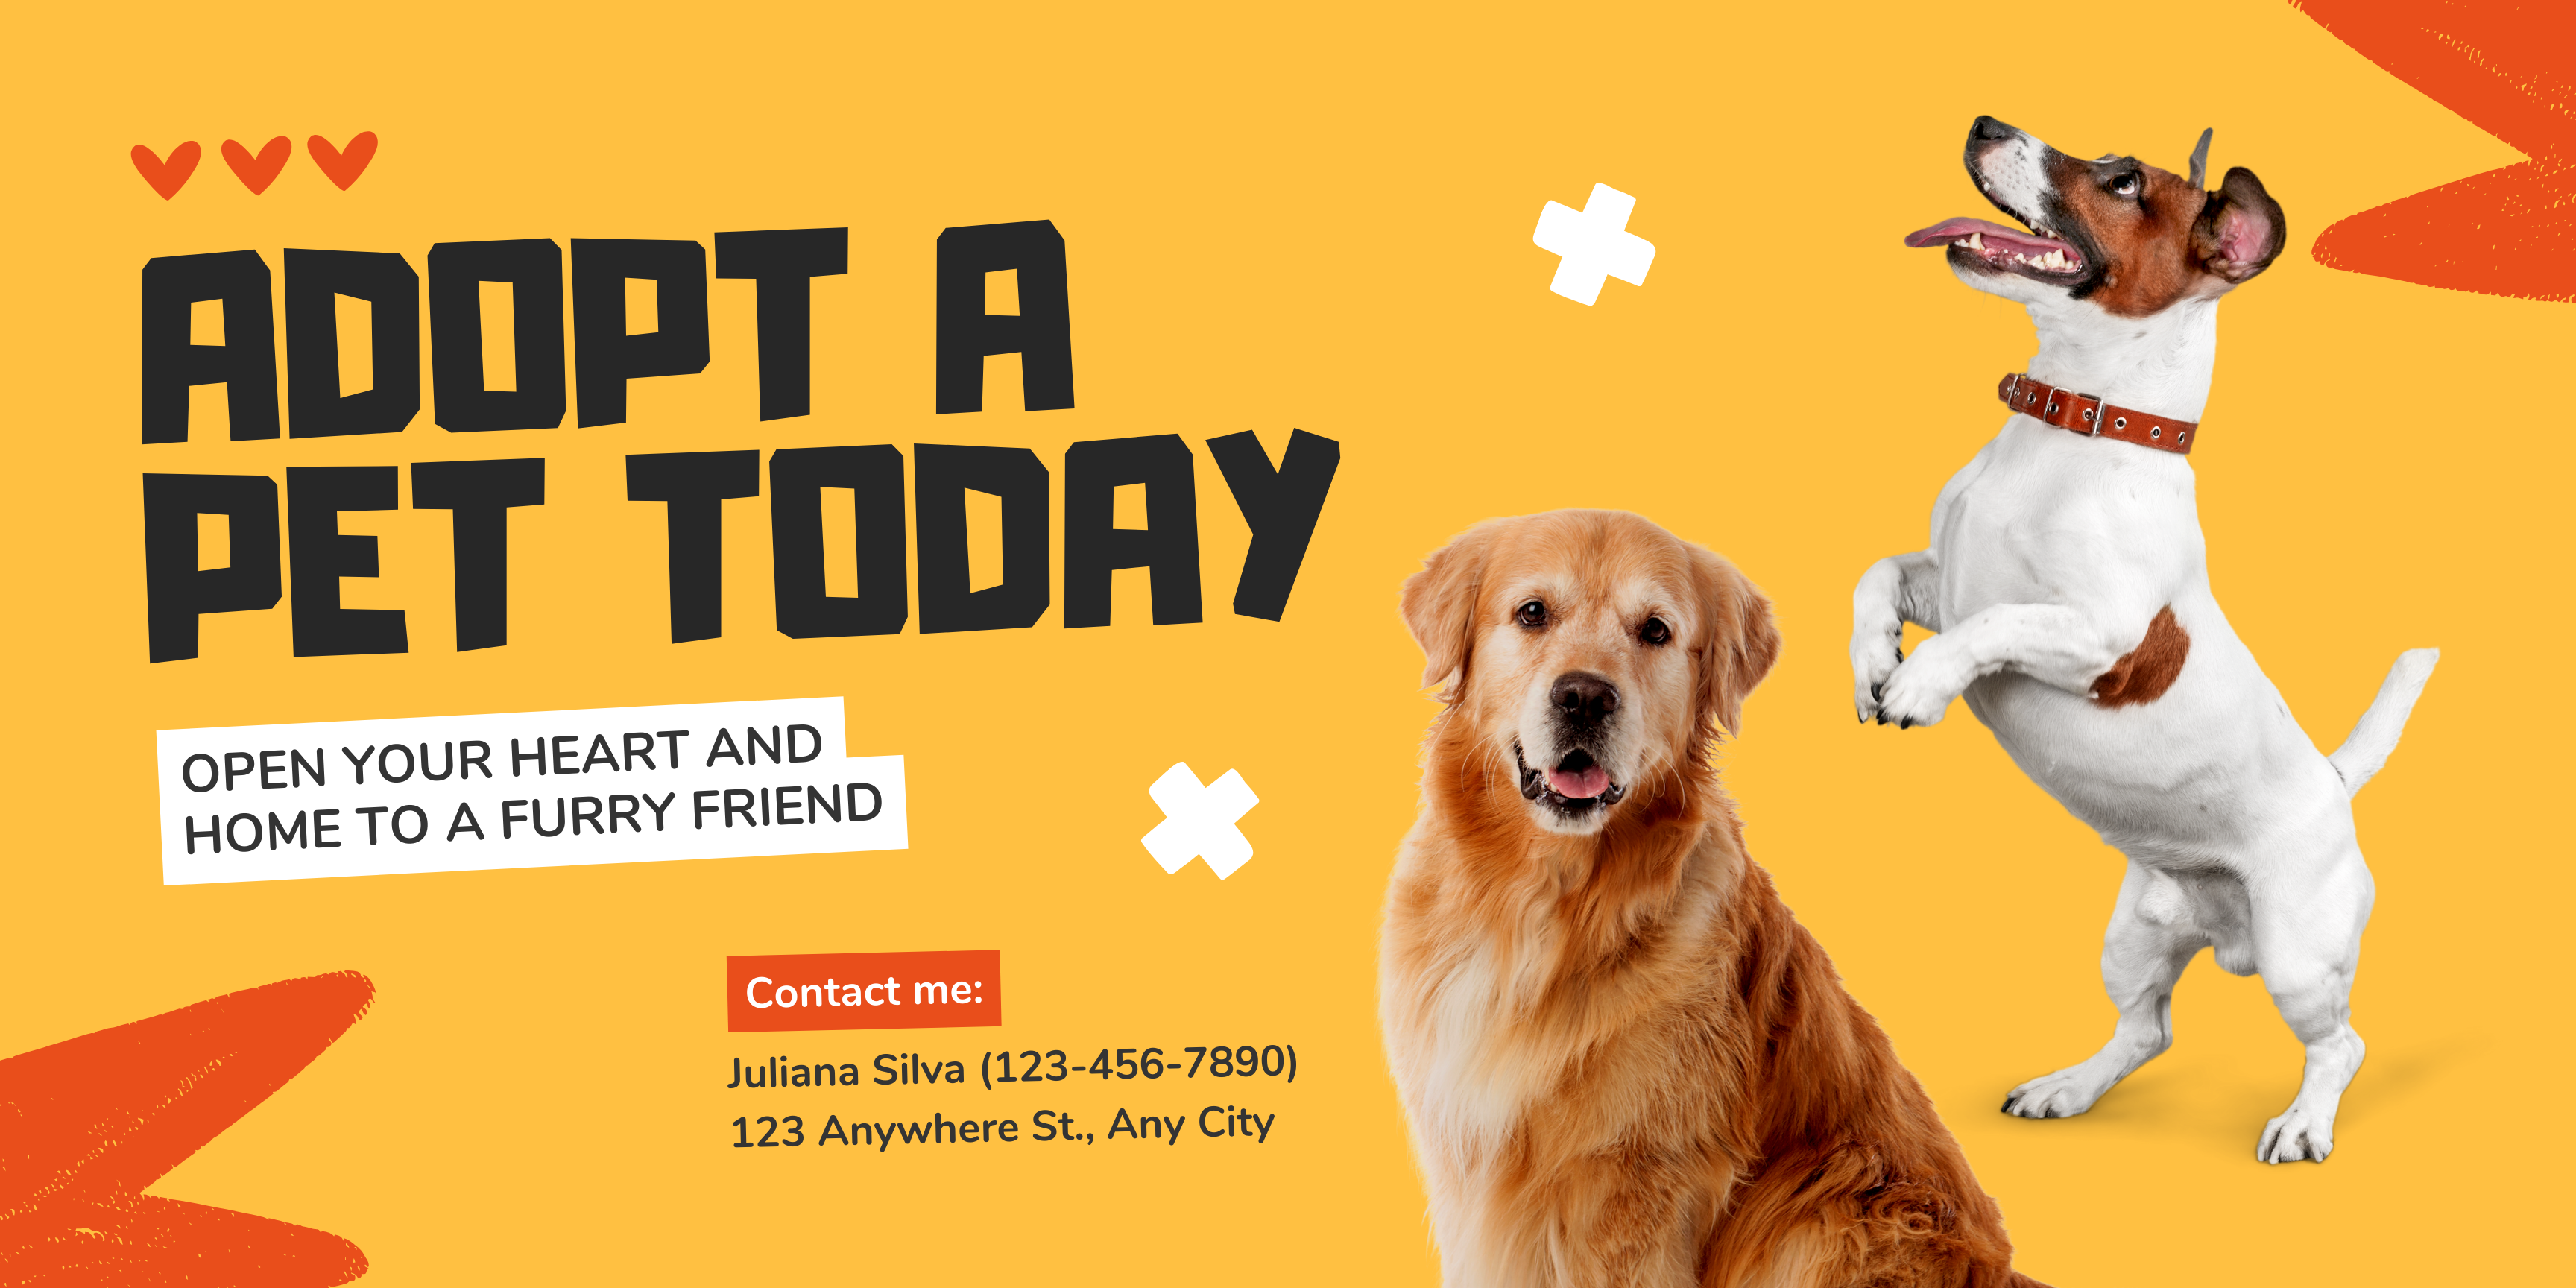 ADOPT A
PET TODAY
OPEN YOUR HEART AND
HOME TO A FURRY FRIEND
Contact me:
Juliana Silva (123-456-7890)
123 Anywhere St., Any City